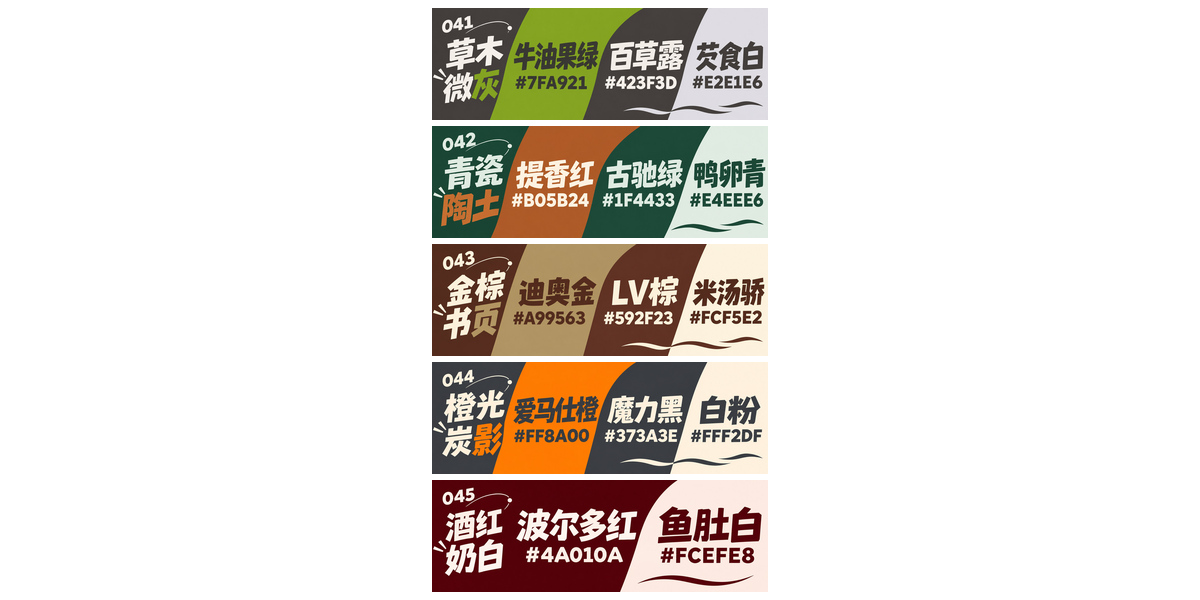 041
草木
微灰
牛油果绿
#7FA921
百草露
#423F3D
芡食白
#E2E1E6
042
青瓷
陶土
提香红
#B05B24
古驰绿
#1F4433
鸭卵青
#E4EEE6
043
金棕
书页
迪奥金
#A99563
LV棕
#592F23
米汤骄
#FCF5E2
044
橙光
炭影
爱马仕橙
#FF8A00
魔力黑
#373A3E
白粉
#FFF2DF
045
酒红
奶白
波尔多红
#4A010A
鱼肚白
#FCEFE8